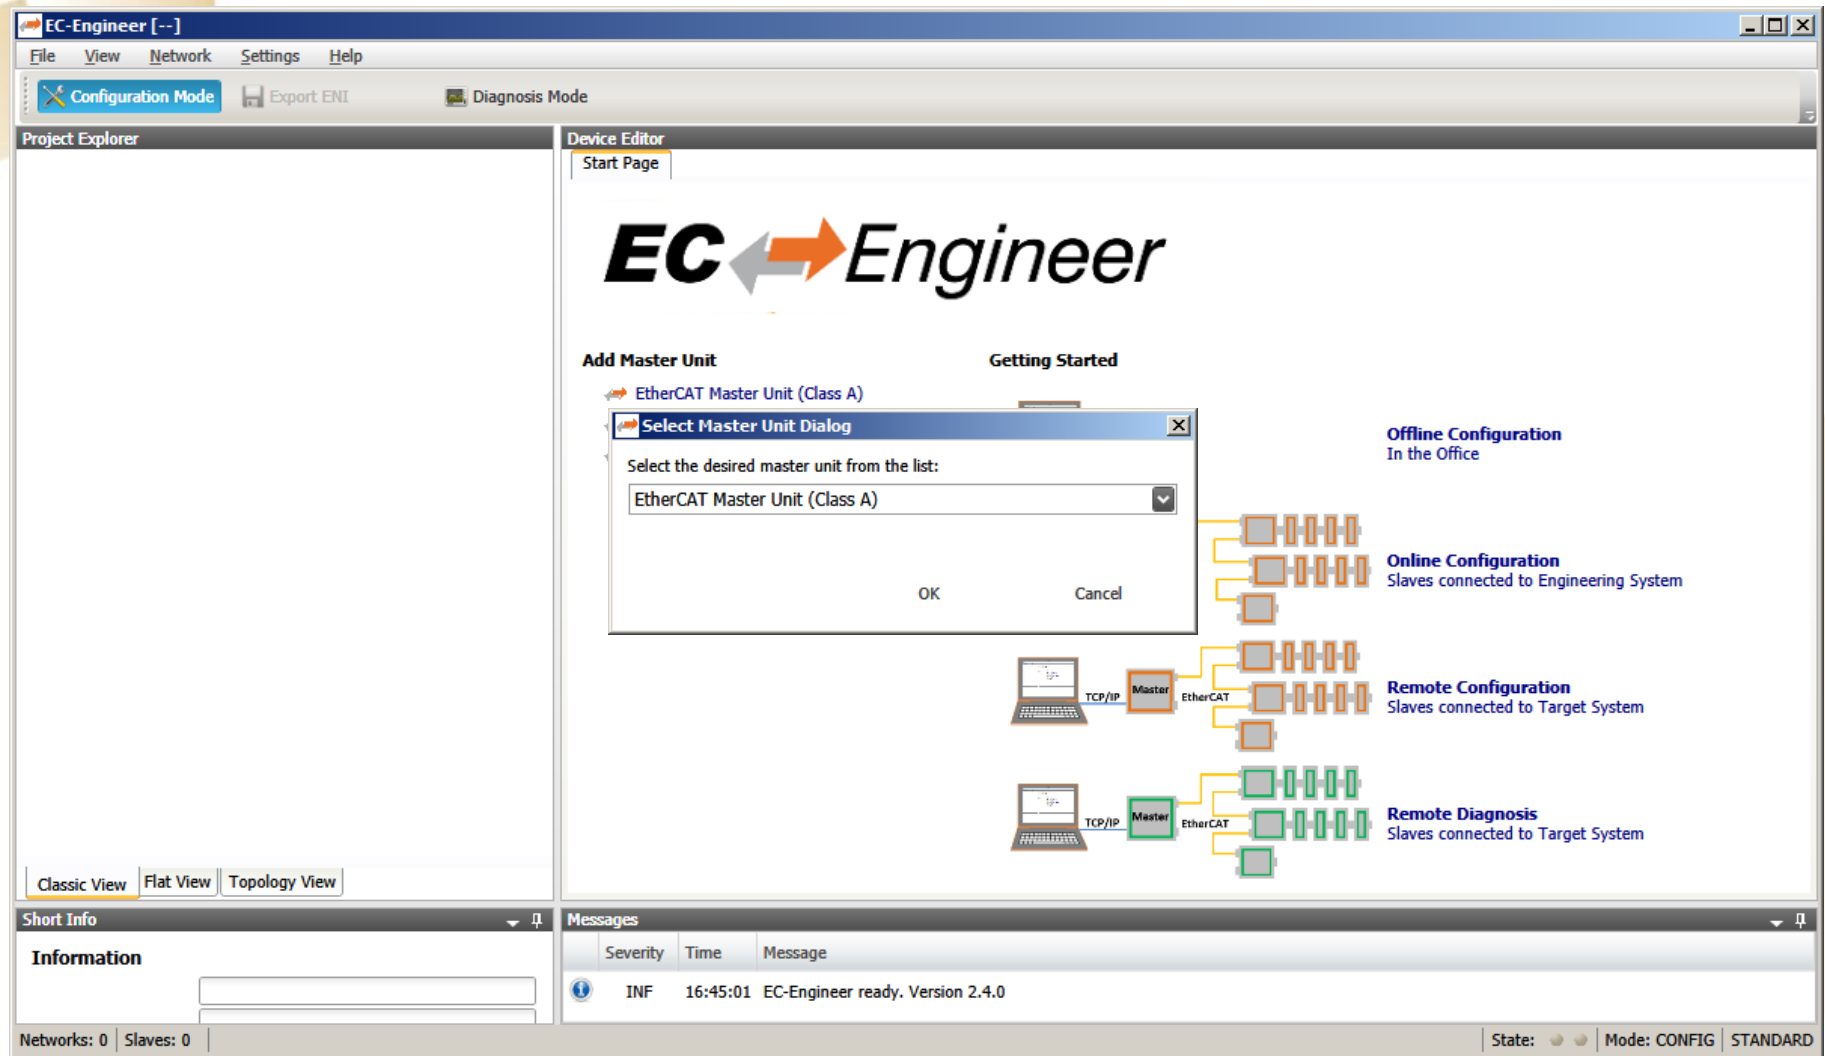 EC-Engineer [--]
File View Network Settings Help
Configuration Mode Export ENI Diagnosis Mode
Project Explorer
Device Editor
Start Page
EC Engineer
Add Master Unit
Getting Started
EtherCAT Master Unit (Class A)
Select Master Unit Dialog
Select the desired master unit from the list:
EtherCAT Master Unit (Class A)
OK Cancel
Offline Configuration
In the Office
Online Configuration
Slaves connected to Engineering System
TCP/IP Master EtherCAT
Remote Configuration
Slaves connected to Target System
TCP/IP Master EtherCAT
Remote Diagnosis
Slaves connected to Target System
Classic View Flat View Topology View
Short Info
Information
Messages
Severity Time Message
INF 16:45:01 EC-Engineer ready. Version 2.4.0
Networks: 0 Slaves: 0
State: Mode: CONFIG STANDARD